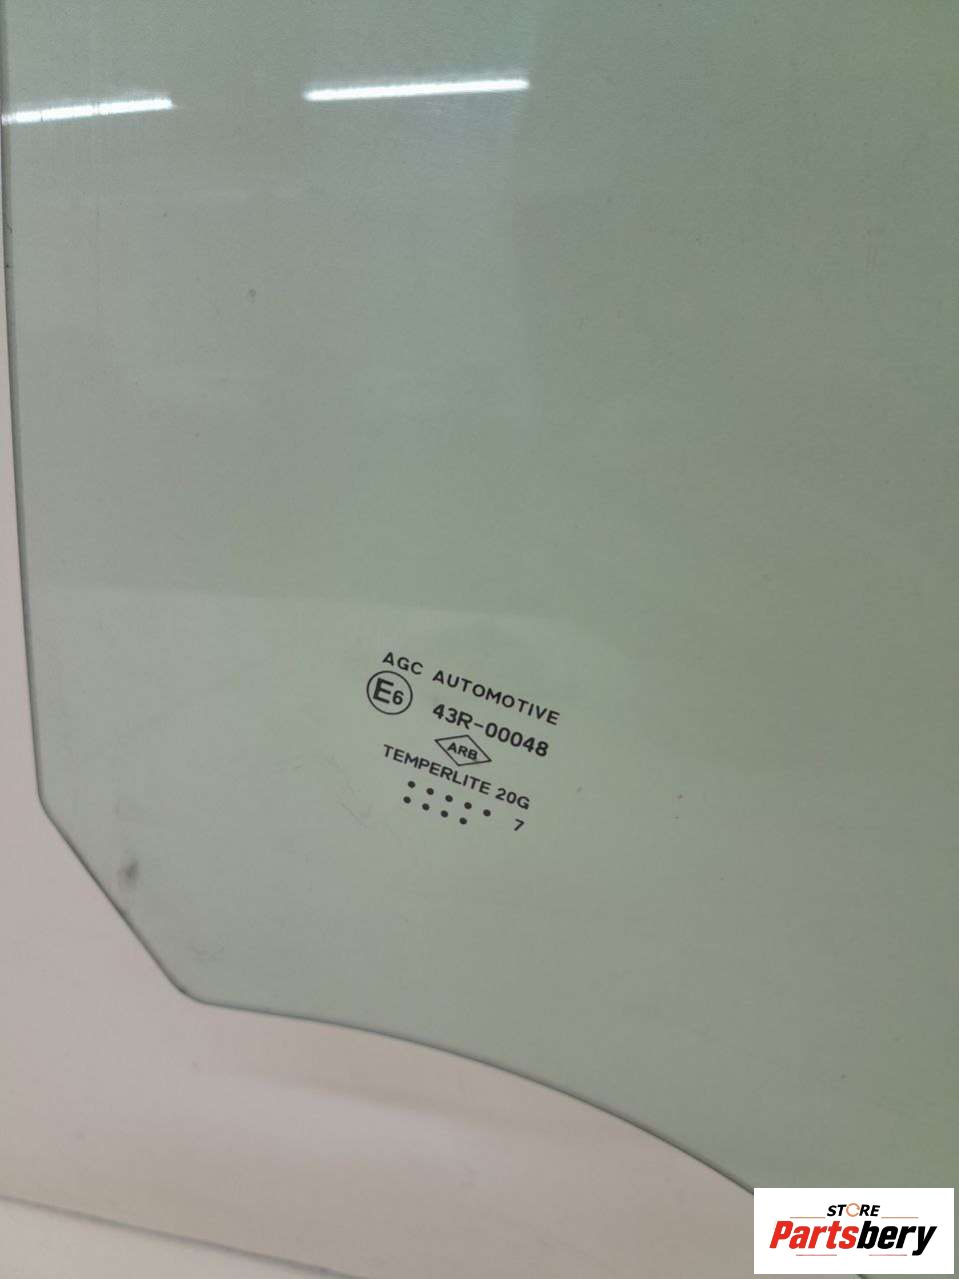 AGC AUTOMOTIVE
E6 43R-00048
ARB
TEMPERLITE 20G
7
STORE
Partsbery